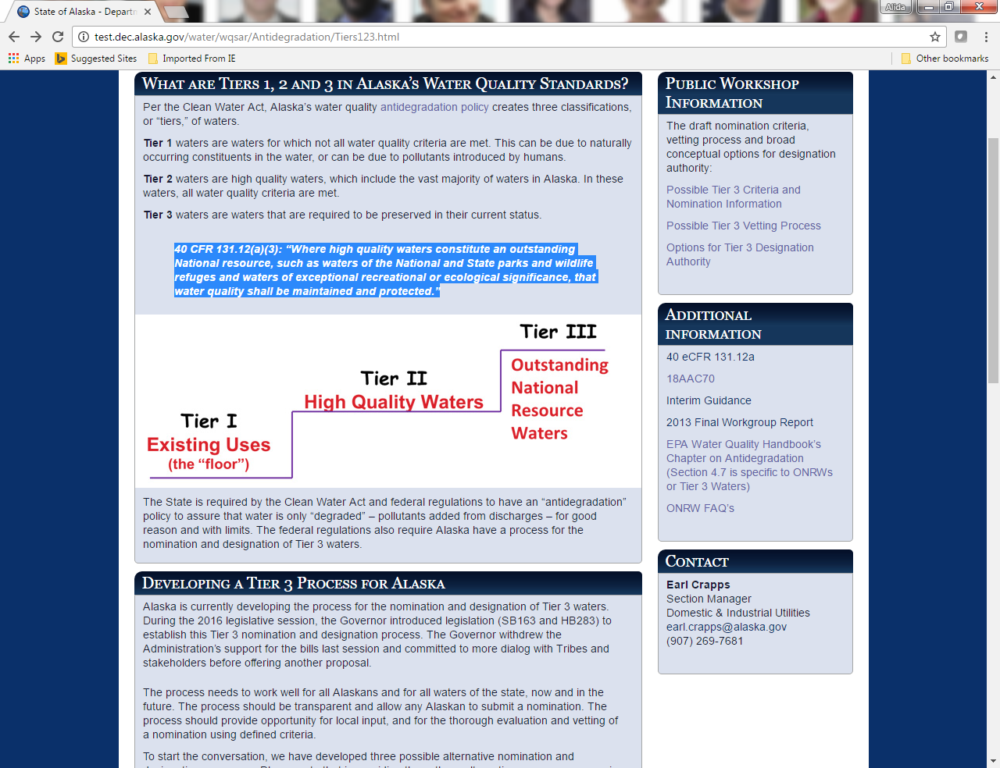 State of Alaska - Departm
Alida
test.dec.alaska.gov/water/wqsar/Antidegradation/Tiers123.html
Apps
Suggested Sites
Imported From IE
Other bookmarks
What are Tiers 1, 2 and 3 in Alaska's Water Quality Standards?
Per the Clean Water Act, Alaska's water quality antidegradation policy creates three classifications,
or “tiers,” of waters.
Tier 1 waters are waters for which not all water quality criteria are met. This can be due to naturally
occurring constituents in the water, or can be due to pollutants introduced by humans.
Tier 2 waters are high quality waters, which include the vast majority of waters in Alaska. In these
waters, all water quality criteria are met.
Tier 3 waters are waters that are required to be preserved in their current status.
40 CFR 131.12(a)(3): “Where high quality waters constitute an outstanding
National resource, such as waters of the National and State parks and wildlife
refuges and waters of exceptional recreational or ecological significance, that
water quality shall be maintained and protected.”
Tier III
Outstanding
National
Resource
Waters
Tier II
High Quality Waters
Tier I
Existing Uses
(the “floor”)
The State is required by the Clean Water Act and federal regulations to have an “antidegradation”
policy to assure that water is only “degraded” – pollutants added from discharges – for good
reason and with limits. The federal regulations also require Alaska have a process for the
nomination and designation of Tier 3 waters.
Developing a Tier 3 Process for Alaska
Alaska is currently developing the process for the nomination and designation of Tier 3 waters.
During the 2016 legislative session, the Governor introduced legislation (SB163 and HB283) to
establish this Tier 3 nomination and designation process. The Governor withdrew the
Administration's support for the bills last session and committed to more dialog with Tribes and
stakeholders before offering another proposal.
The process needs to work well for all Alaskans and for all waters of the state, now and in the
future. The process should be transparent and allow any Alaskan to submit a nomination. The
process should provide opportunity for local input, and for the thorough evaluation and vetting of
a nomination using defined criteria.
To start the conversation, we have developed three possible alternative nomination and
Public Workshop
Information
The draft nomination criteria,
vetting process and broad
conceptual options for designation
authority:
Possible Tier 3 Criteria and
Nomination Information
Possible Tier 3 Vetting Process
Options for Tier 3 Designation
Authority
Additional
information
40 eCFR 131.12a
18AAC70
Interim Guidance
2013 Final Workgroup Report
EPA Water Quality Handbook's
Chapter on Antidegradation
(Section 4.7 is specific to ONRWs
or Tier 3 Waters)
ONRW FAQ's
Contact
Earl Crapps
Section Manager
Domestic & Industrial Utilities
earl.crapps@alaska.gov
(907) 269-7681